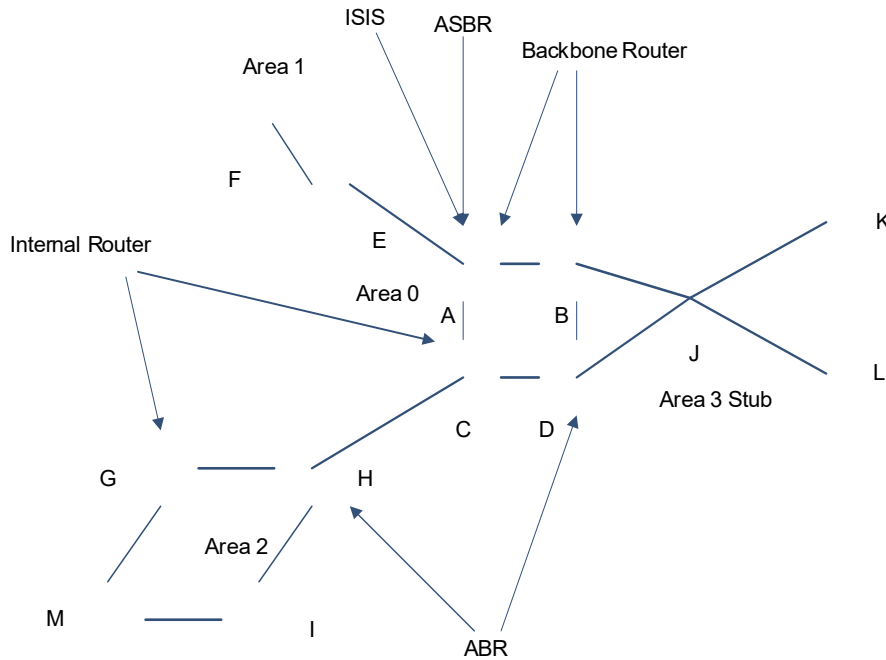 ISIS
ASBR
Backbone Router
Area 1
F
K
Internal Router
E
Area 0
A
B
J
L
Area 3 Stub
C
D
G
H
Area 2
M
I
ABR